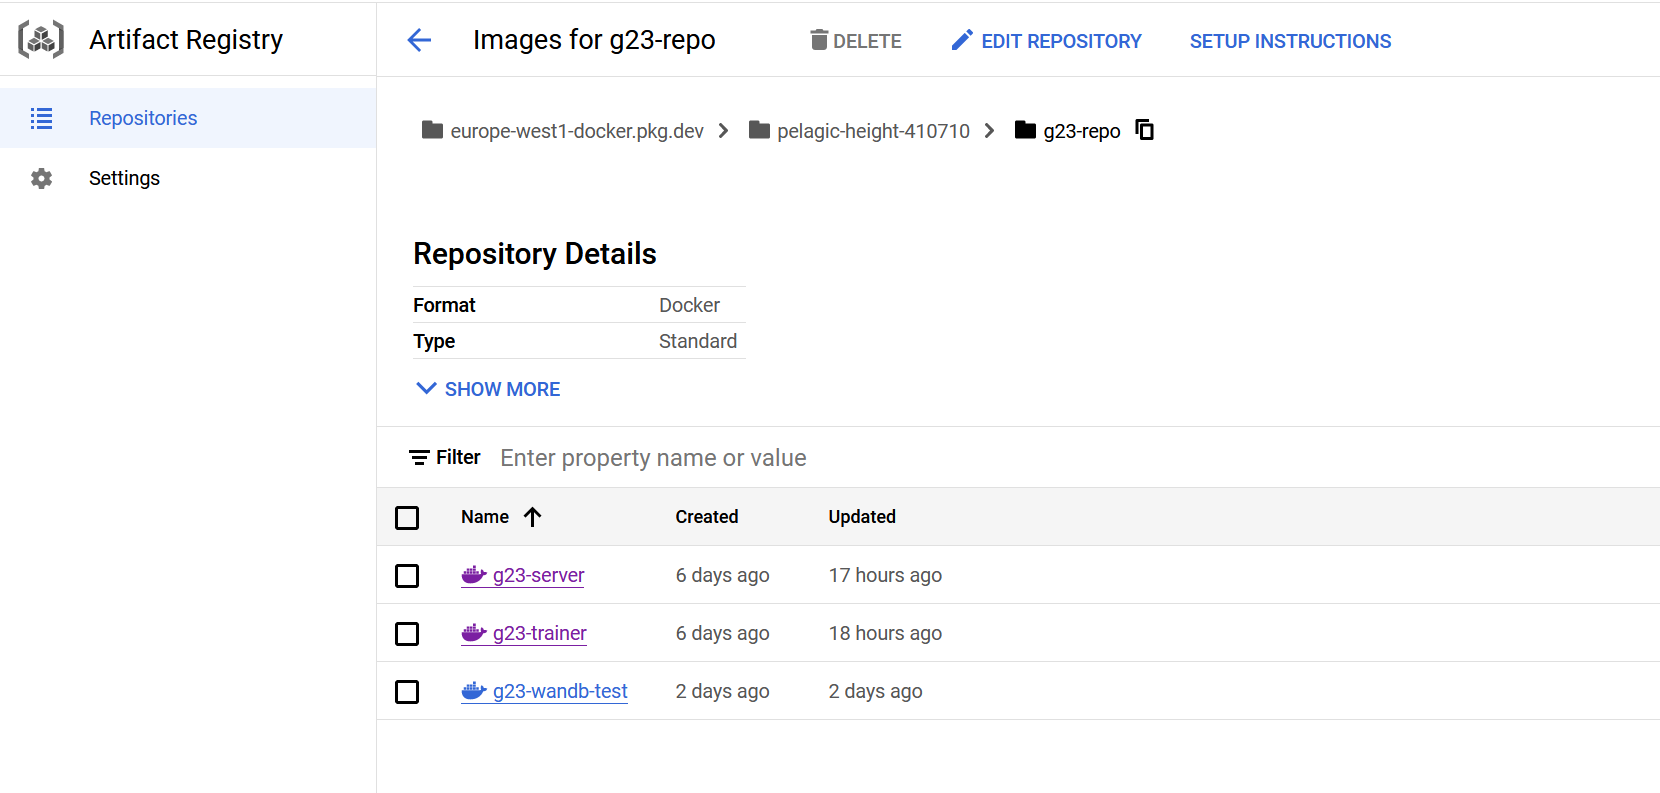 Artifact Registry
Images for g23-repo
DELETE
EDIT REPOSITORY
SETUP INSTRUCTIONS
Repositories
Settings
europe-west1-docker.pkg.dev
pelagic-height-410710
g23-repo
Repository Details
Format Docker
Type Standard
SHOW MORE
Filter Enter property name or value
Name Created Updated
g23-server 6 days ago 17 hours ago
g23-trainer 6 days ago 18 hours ago
g23-wandb-test 2 days ago 2 days ago